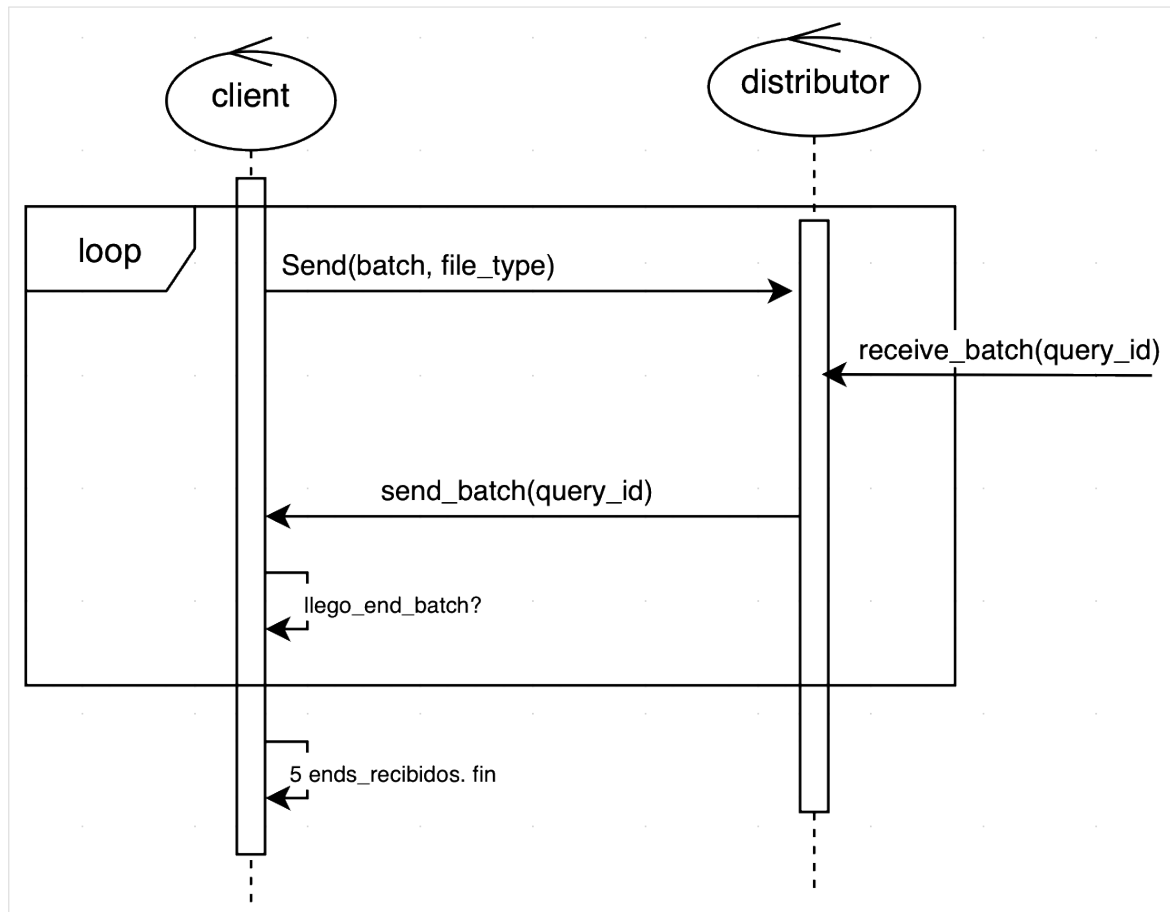 client
distributor
loop
Send(batch, file_type)
receive_batch(query_id)
send_batch(query_id)
llego_end_batch?
5 ends_recibidos. fin